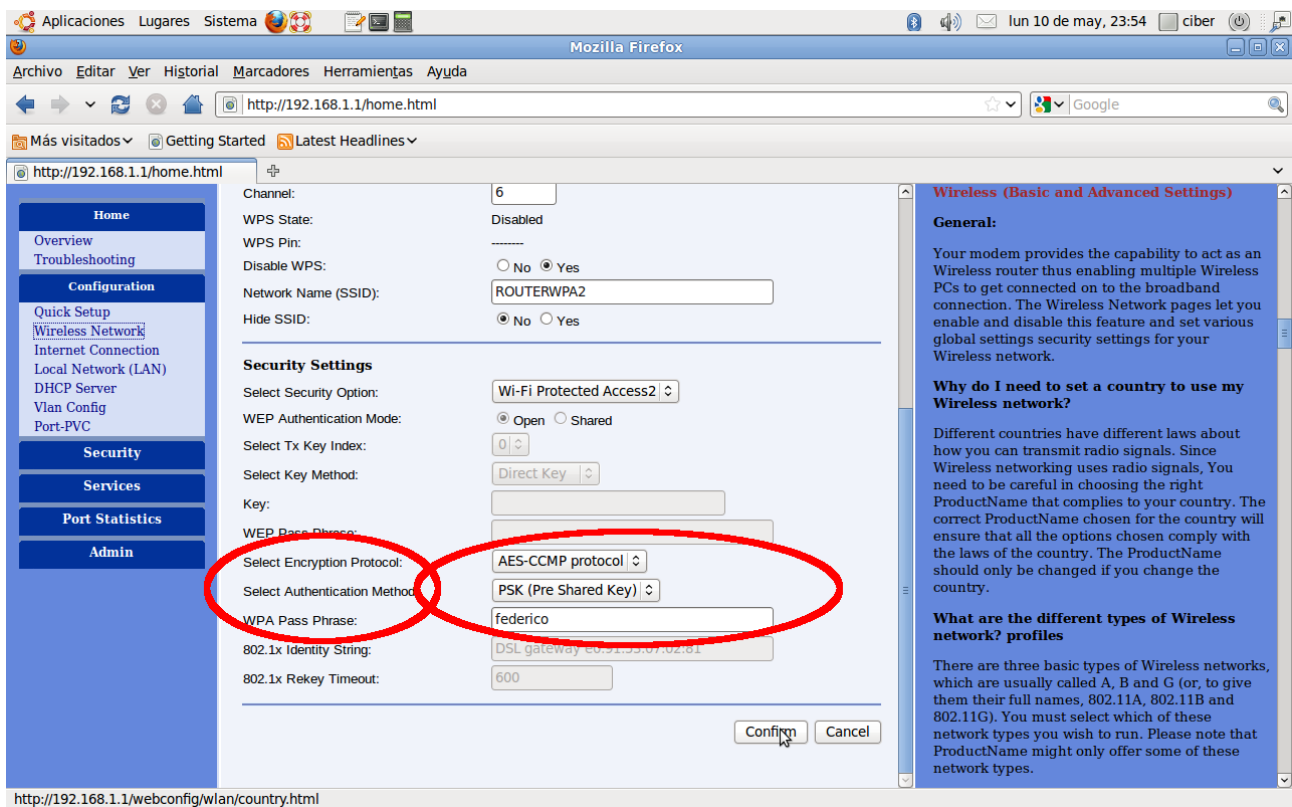 Aplicaciones Lugares Sistema lun 10 de may, 23:54 ciber
Mozilla Firefox
Archivo Editar Ver Historial Marcadores Herramientas Ayuda
http://192.168.1.1/home.html Google
Más visitados Getting Started Latest Headlines
http://192.168.1.1/home.html
Home
Overview
Troubleshooting
Configuration
Quick Setup
Wireless Network
Internet Connection
Local Network (LAN)
DHCP Server
Vlan Config
Port-PVC
Security
Services
Port Statistics
Admin
Channel: 6
WPS State: Disabled
WPS Pin: --------
Disable WPS: No Yes
Network Name (SSID): ROUTERWPA2
Hide SSID: No Yes
Security Settings
Select Security Option: Wi-Fi Protected Access2
WEP Authentication Mode: Open Shared
Select Tx Key Index: 0
Select Key Method: Direct Key
Key:
WEP Pass Phrase:
Select Encryption Protocol: AES-CCMP protocol
Select Authentication Method PSK (Pre Shared Key)
WPA Pass Phrase: federico
802.1x Identity String: DSL gateway
802.1x Rekey Timeout: 600
Confirm Cancel
Wireless (Basic and Advanced Settings)
General:
Your modem provides the capability to act as an
Wireless router thus enabling multiple Wireless
PCs to get connected on to the broadband
connection. The Wireless Network pages let you
enable and disable this feature and set various
global settings security settings for your
Wireless network.
Why do I need to set a country to use my
Wireless network?
Different countries have different laws about
how you can transmit radio signals. Since
Wireless networking uses radio signals, You
need to be careful in choosing the right
ProductName that complies to your country. The
correct ProductName chosen for the country will
ensure that all the options chosen comply with
the laws of the country. The ProductName
should only be changed if you change the
country.
What are the different types of Wireless
network? profiles
There are three basic types of Wireless networks,
which are usually called A, B and G (or, to give
them their full names, 802.11A, 802.11B and
802.11G). You must select which of these
network types you wish to run. Please note that
ProductName might only offer some of these
network types.
http://192.168.1.1/webconfig/wlan/country.html